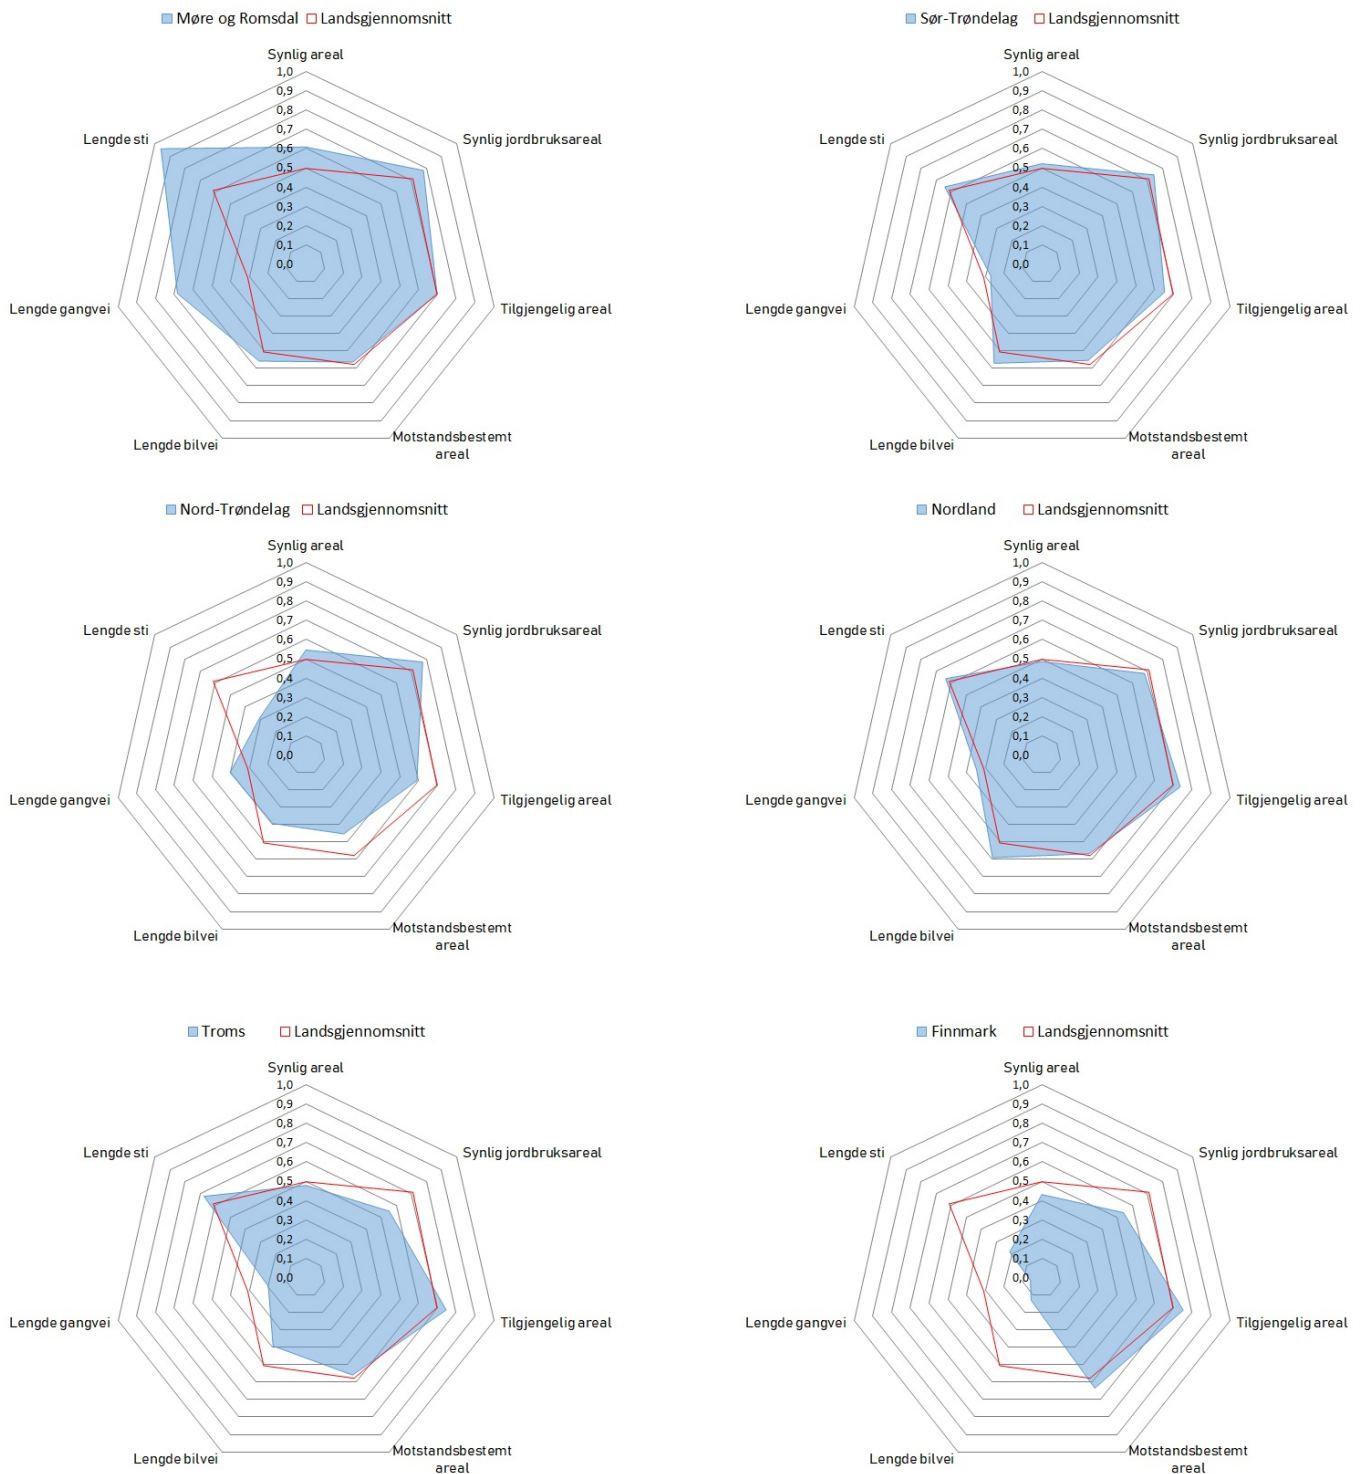 Møre og Romsdal Landsgjennomsnitt
Synlig areal
1,0
0,9
0,8
0,7
0,6
0,5
0,4
0,3
0,2
0,1
0,0
Synlig jordbruksareal
Tilgjengelig areal
Motstandsbestemt
areal
Lengde bilvei
Lengde gangvei
Lengde sti
Sør-Trøndelag Landsgjennomsnitt
Synlig areal
1,0
0,9
0,8
0,7
0,6
0,5
0,4
0,3
0,2
0,1
0,0
Synlig jordbruksareal
Tilgjengelig areal
Motstandsbestemt
areal
Lengde bilvei
Lengde gangvei
Lengde sti
Nord-Trøndelag Landsgjennomsnitt
Synlig areal
1,0
0,9
0,8
0,7
0,6
0,5
0,4
0,3
0,2
0,1
0,0
Synlig jordbruksareal
Tilgjengelig areal
Motstandsbestemt
areal
Lengde bilvei
Lengde gangvei
Lengde sti
Nordland Landsgjennomsnitt
Synlig areal
1,0
0,9
0,8
0,7
0,6
0,5
0,4
0,3
0,2
0,1
0,0
Synlig jordbruksareal
Tilgjengelig areal
Motstandsbestemt
areal
Lengde bilvei
Lengde gangvei
Lengde sti
Troms Landsgjennomsnitt
Synlig areal
1,0
0,9
0,8
0,7
0,6
0,5
0,4
0,3
0,2
0,1
0,0
Synlig jordbruksareal
Tilgjengelig areal
Motstandsbestemt
areal
Lengde bilvei
Lengde gangvei
Lengde sti
Finnmark Landsgjennomsnitt
Synlig areal
1,0
0,9
0,8
0,7
0,6
0,5
0,4
0,3
0,2
0,1
0,0
Synlig jordbruksareal
Tilgjengelig areal
Motstandsbestemt
areal
Lengde bilvei
Lengde gangvei
Lengde sti